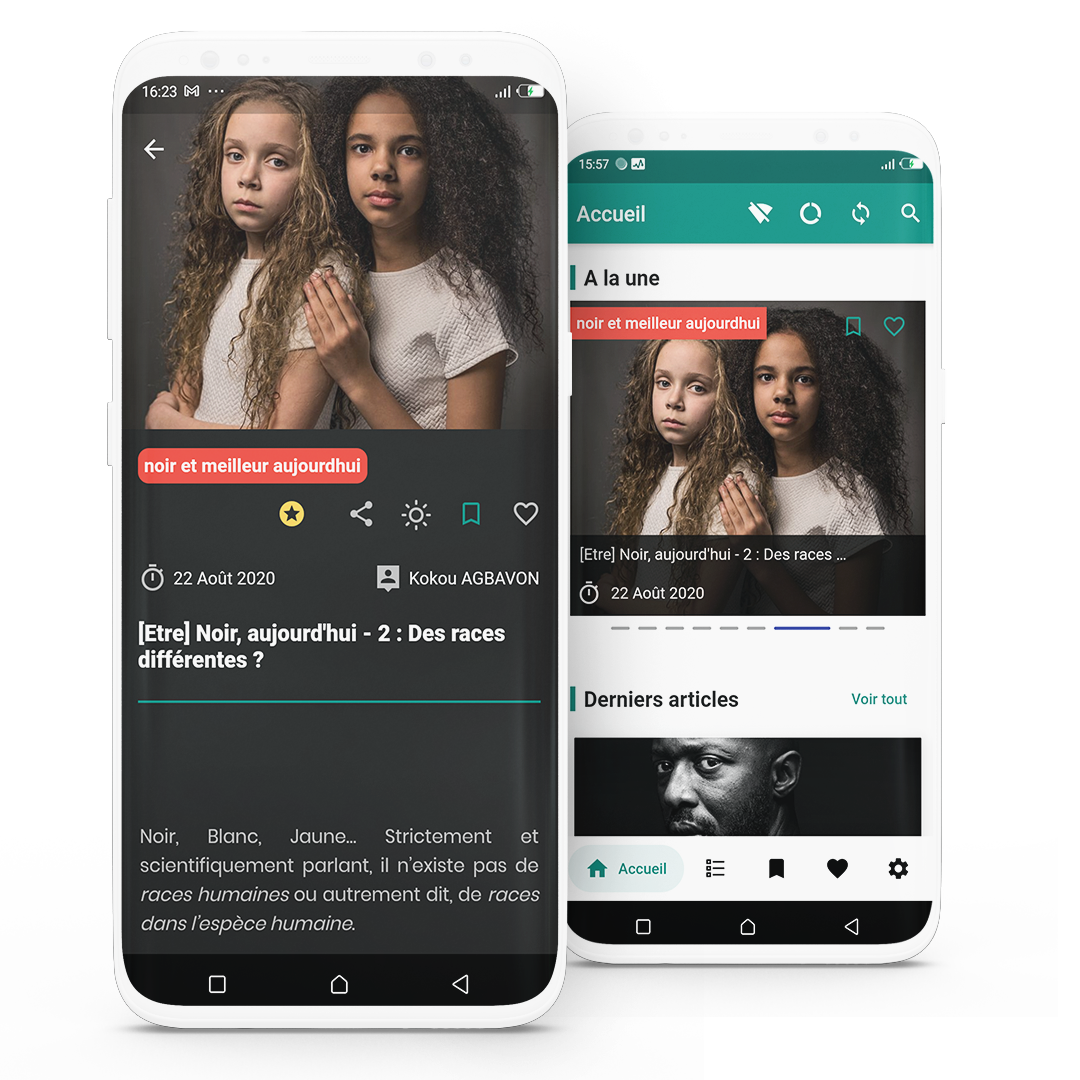 16:23
noir et meilleur aujourdhui
22 Août 2020
Kokou AGBAVON
[Etre] Noir, aujourd'hui - 2 : Des races
différentes ?
Noir, Blanc, Jaune... Strictement et
scientifiquement parlant, il n'existe pas de
races humaines ou autrement dit, de races
dans l'espèce humaine.
15:57
Accueil
A la une
noir et meilleur aujourdhui
[Etre] Noir, aujourd'hui - 2 : Des races ...
22 Août 2020
Derniers articles
Voir tout
Accueil